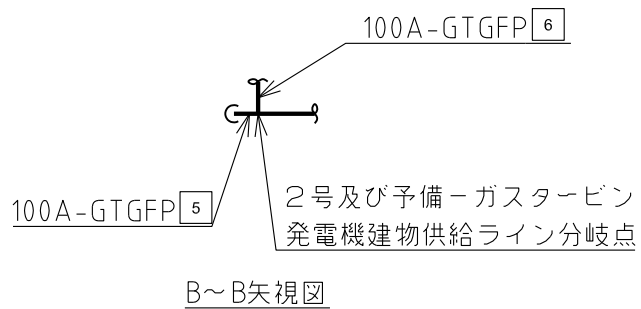 100A-GTGFP 6
100A-GTGFP 5
2号及び予備-ガスタービン
発電機建物供給ライン分岐点
B~B矢視図